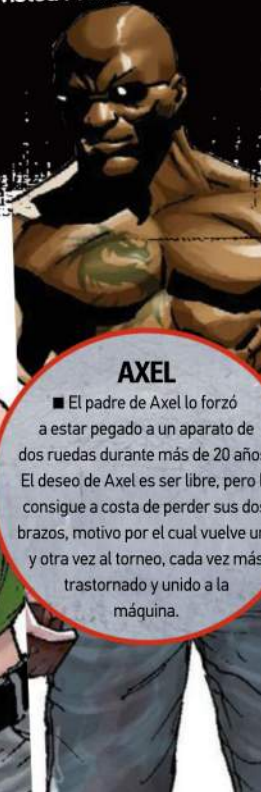 AXEL
■ El padre de Axel lo forzó
a estar pegado a un aparato de
dos ruedas durante más de 20 años
El deseo de Axel es ser libre, pero
consigue a costa de perder sus dos
brazos, motivo por el cual vuelve
y otra vez al torneo, cada vez más
trastornado y unido a la
máquina.